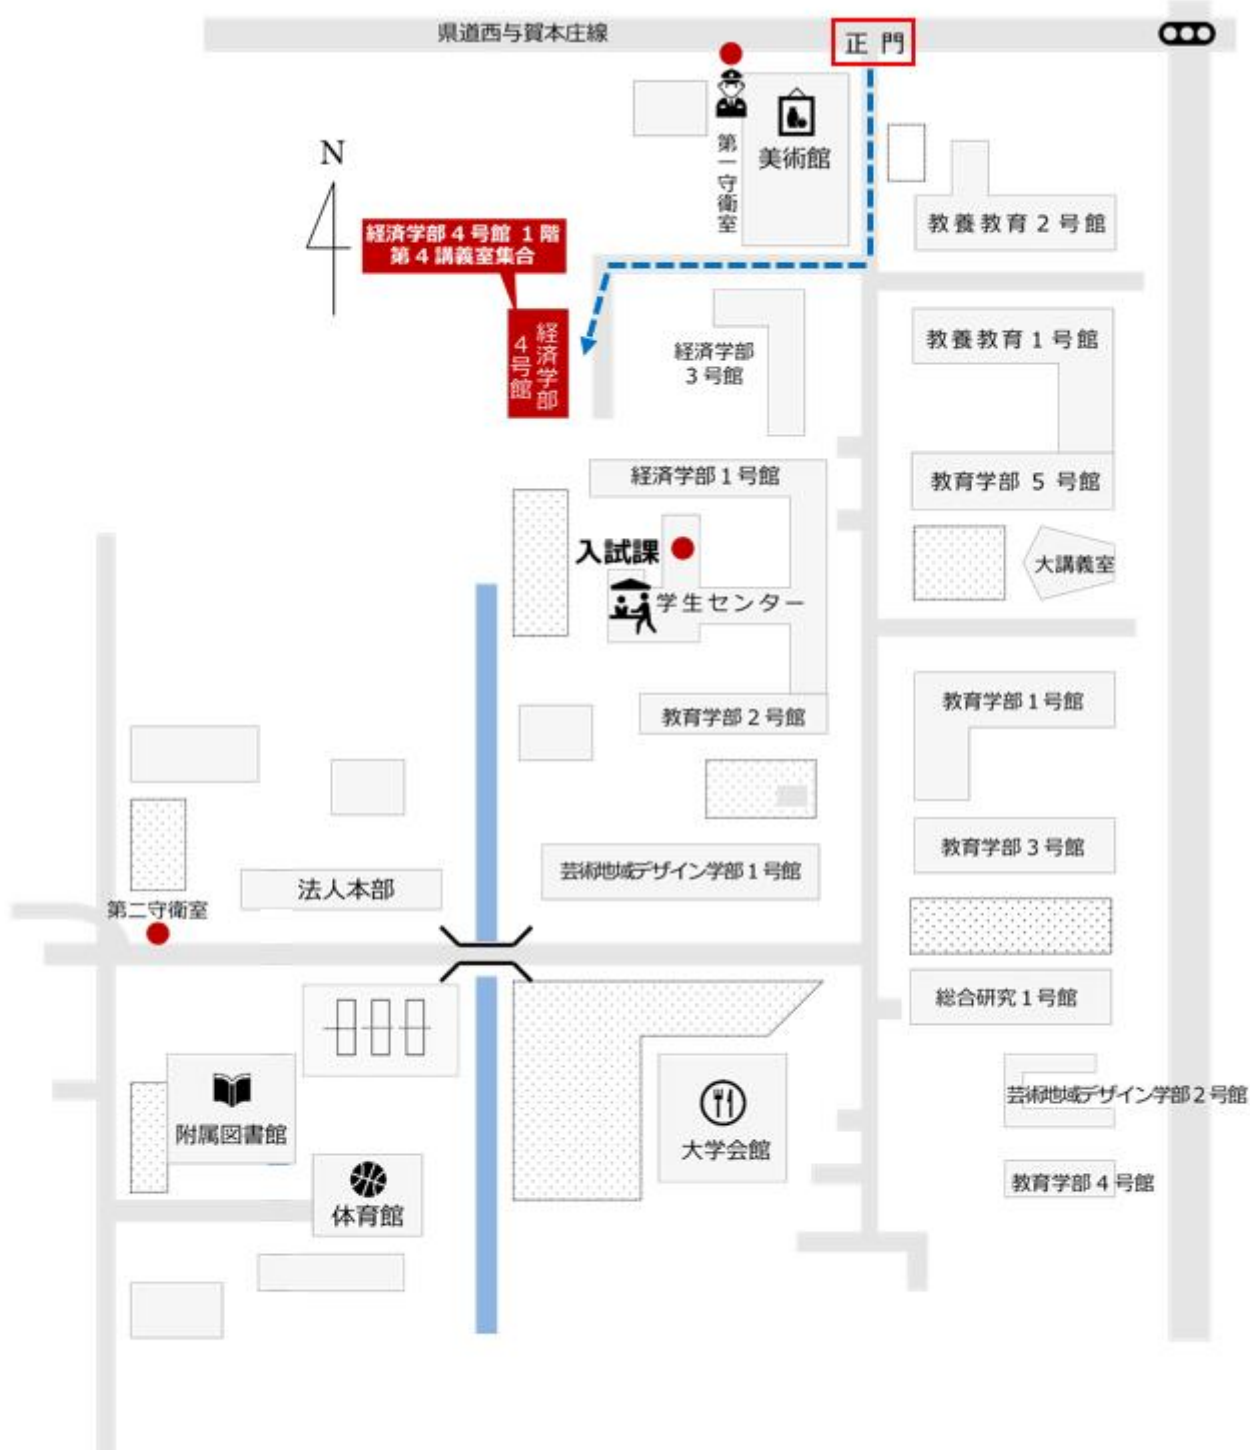 県道西与賀本庄線
正 門
美術館
第一守衛室
N
教養教育２号館
経済学部４号館 １階
第４講義室集合
経済学部
４号館
経済学部
３号館
教養教育１号館
経済学部１号館
教育学部 ５ 号館
入試課
大講義室
学生センター
教育学部１号館
教育学部２号館
教育学部３号館
芸術地域デザイン学部１号館
法人本部
第二守衛室
総合研究１号館
芸術地域デザイン学部２号館
附属図書館
大学会館
教育学部４号館
体育館